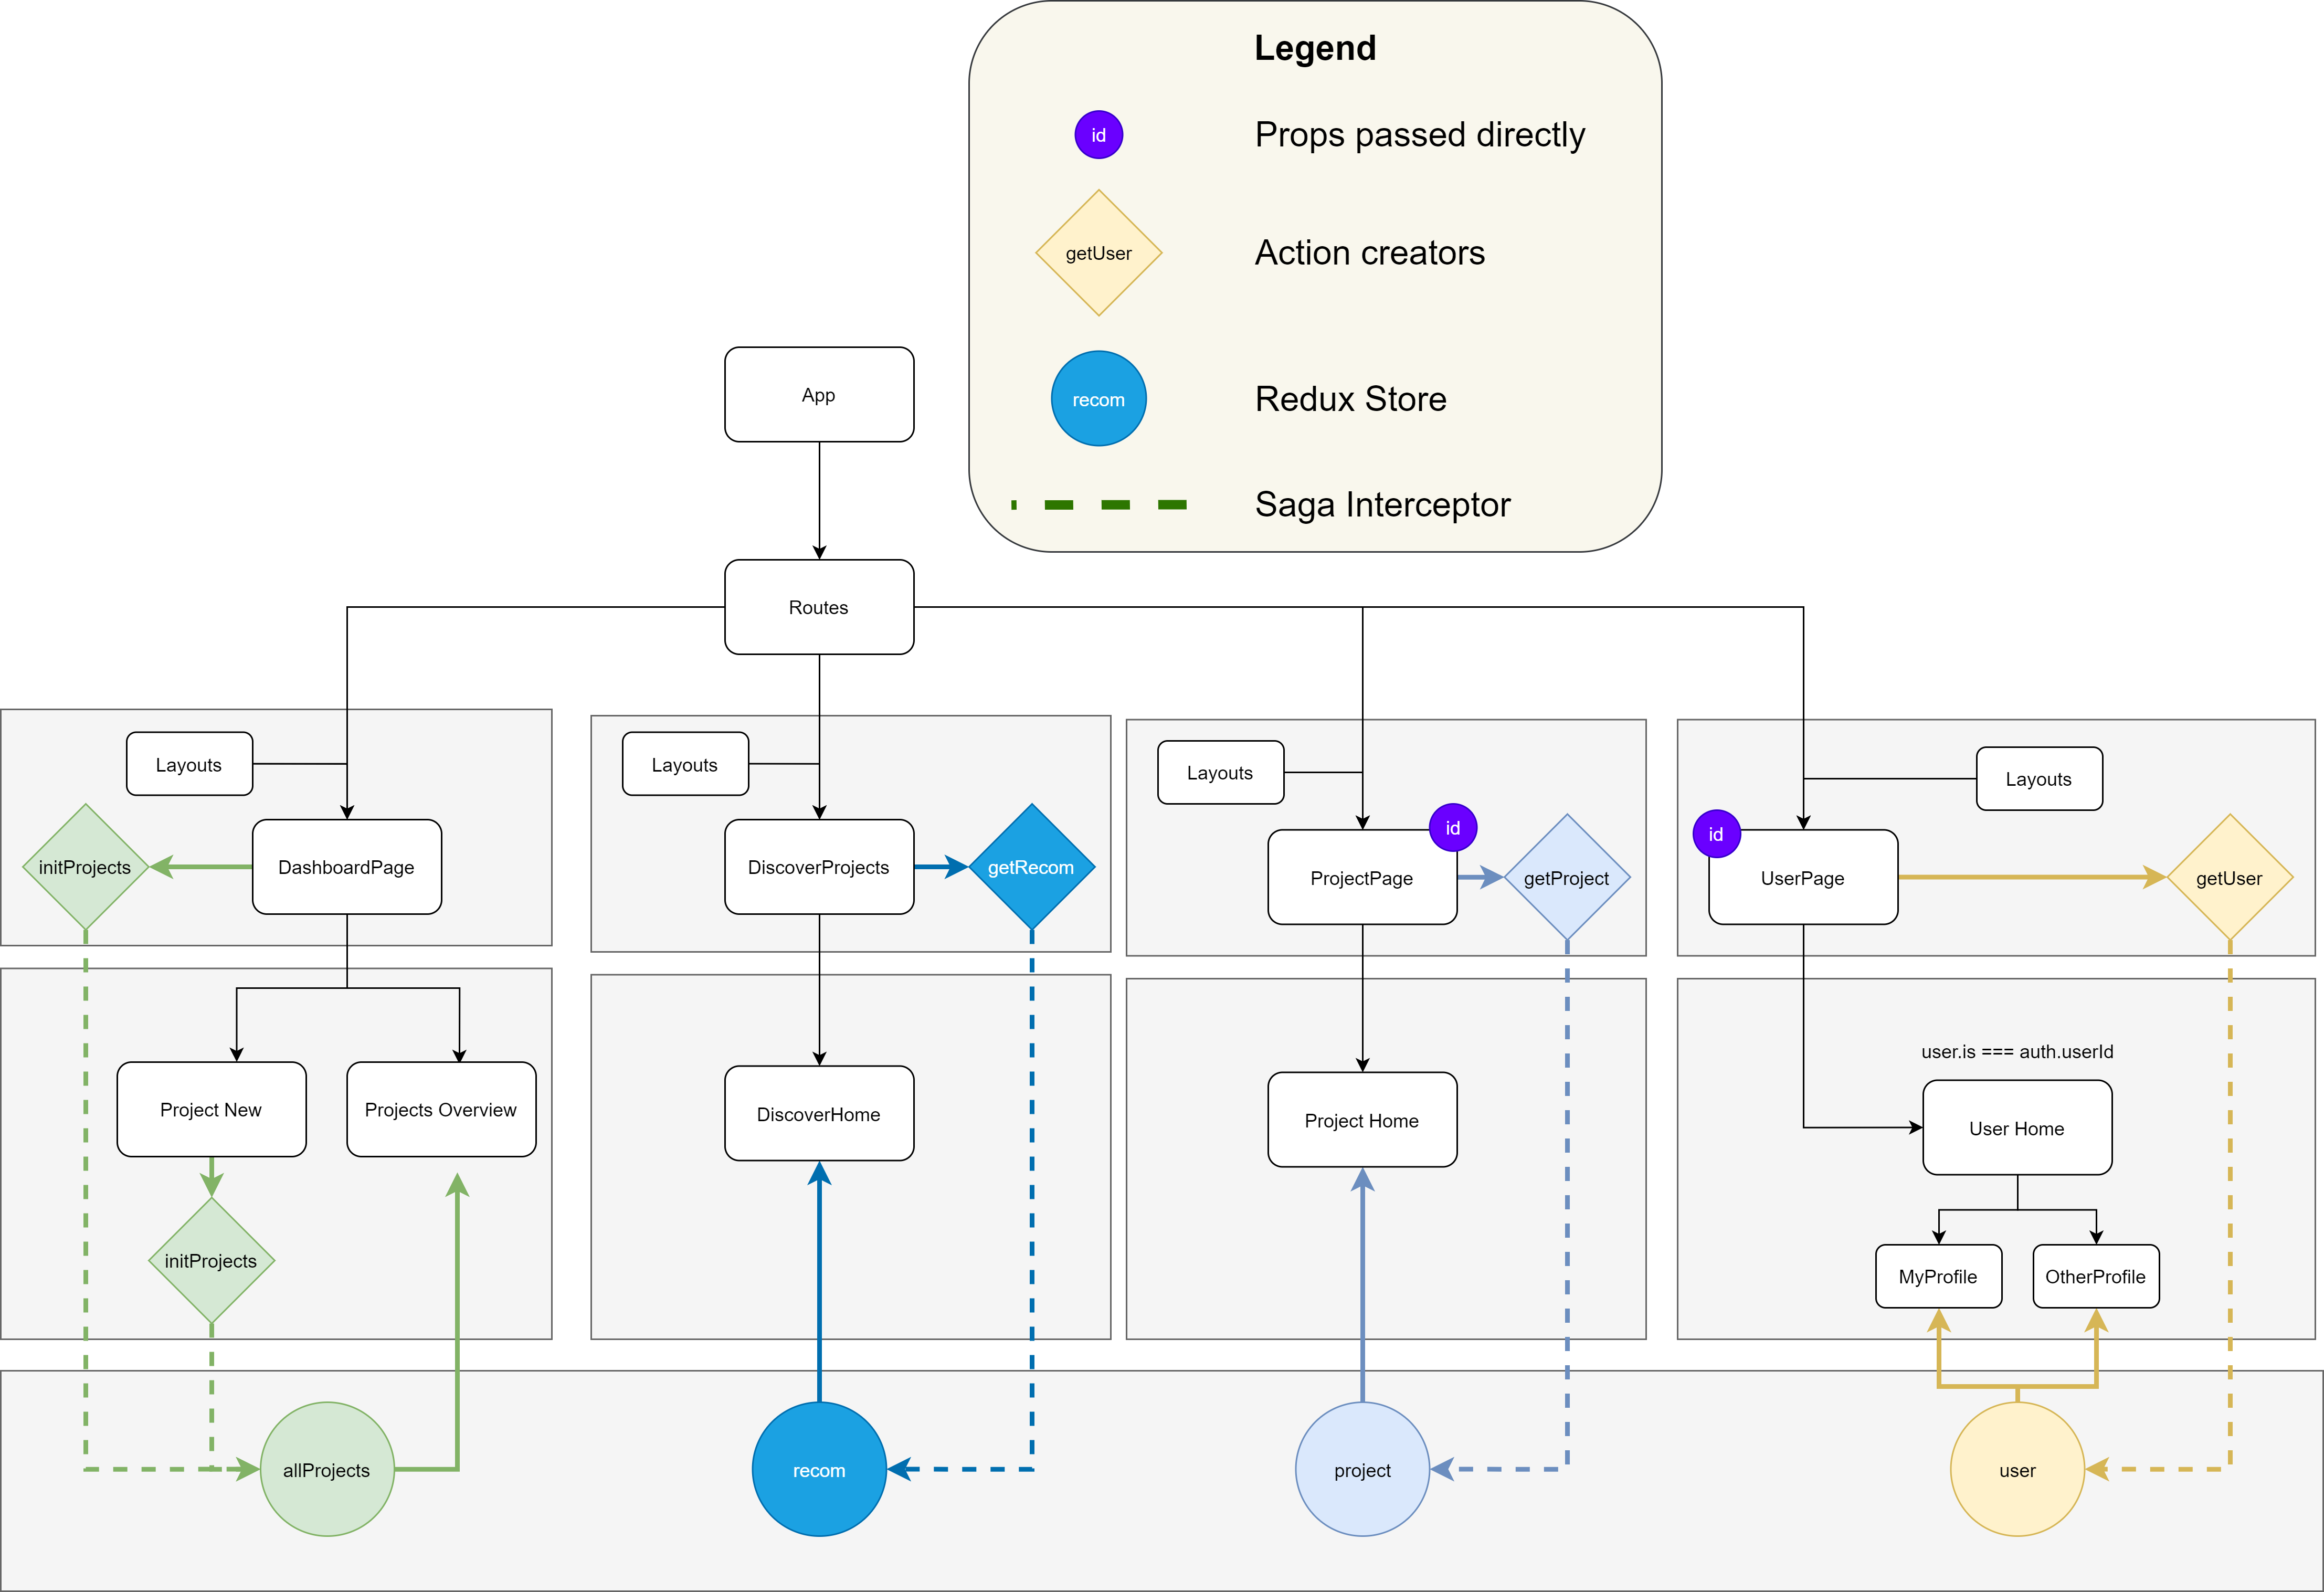 Legend
id
Props passed directly
getUser
Action creators
recom
Redux Store
Saga Interceptor
App
Routes
Layouts
Layouts
Layouts
Layouts
initProjects
DashboardPage
DiscoverProjects
getRecom
id
ProjectPage
getProject
id
UserPage
getUser
Project New
Projects Overview
initProjects
DiscoverHome
Project Home
user.is === auth.userId
User Home
MyProfile
OtherProfile
allProjects
recom
project
user